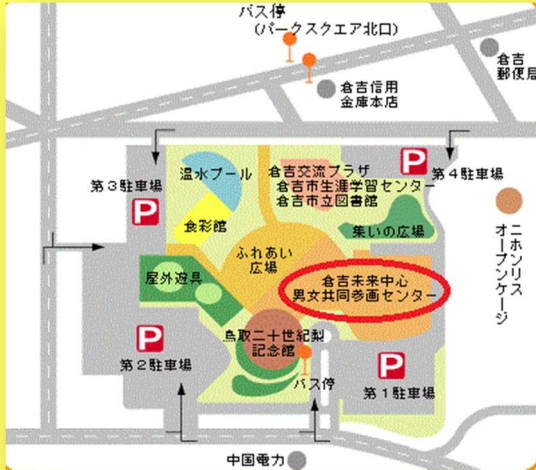 バス停
(パークスクエア北口)
倉吉
郵便局
倉吉信用
金庫本店
第3駐車場
P
温水プール
倉吉交流プラザ
倉吉市生涯学習センター
倉吉市立図書館
P
第4駐車場
食彩館
集いの広場
ニホンリス
オープンケージ
ふれあい
広場
屋外遊具
倉吉未来中心
男女共同参画センター
鳥取二十世紀梨
記念館
P
第2駐車場
バス停
P
第1駐車場
中国電力